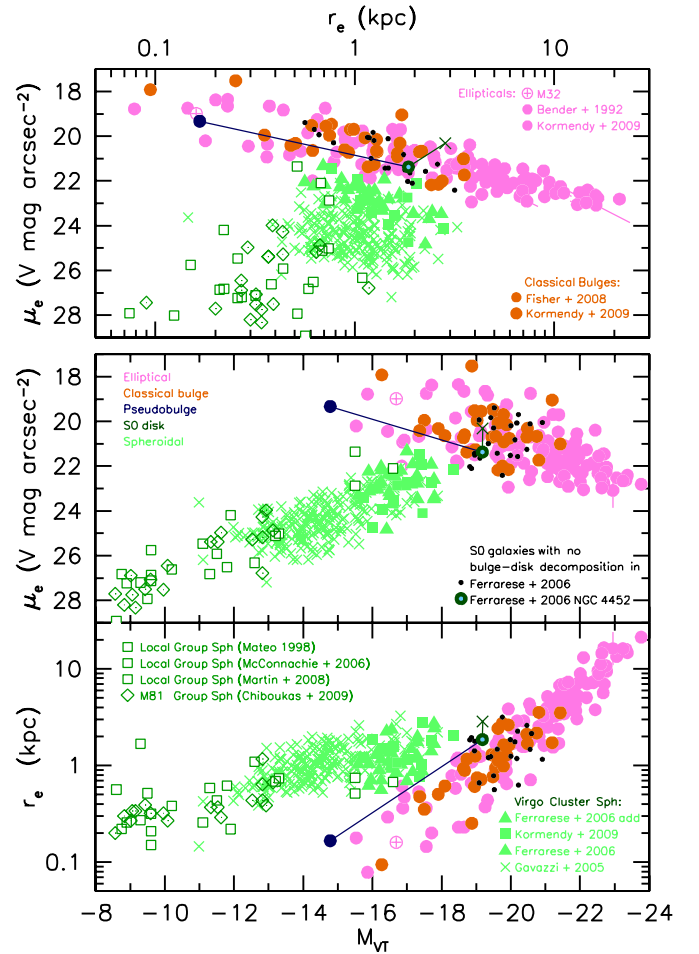 r_e (kpc)
0.1 1 10
18
20
22
24
26
28
μ_e (V mag arcsec⁻²)
Ellipticals: ⊕ M32
Bender + 1992
Kormendy + 2009
Classical Bulges:
Fisher + 2008
Kormendy + 2009
18
20
22
24
26
28
μ_e (V mag arcsec⁻²)
Elliptical
Classical bulge
Pseudobulge
S0 disk
Spheroidal
S0 galaxies with no
bulge-disk decomposition in
Ferrarese + 2006
Ferrarese + 2006 NGC 4452
10
1
0.1
r_e (kpc)
Local Group Sph (Mateo 1998)
Local Group Sph (McConnachie + 2006)
Local Group Sph (Martin + 2008)
M81 Group Sph (Chiboukas + 2009)
Virgo Cluster Sph:
Ferrarese + 2006 add
Kormendy + 2009
Ferrarese + 2006
Gavazzi + 2005
−8 −10 −12 −14 −16 −18 −20 −22 −24
M_VT